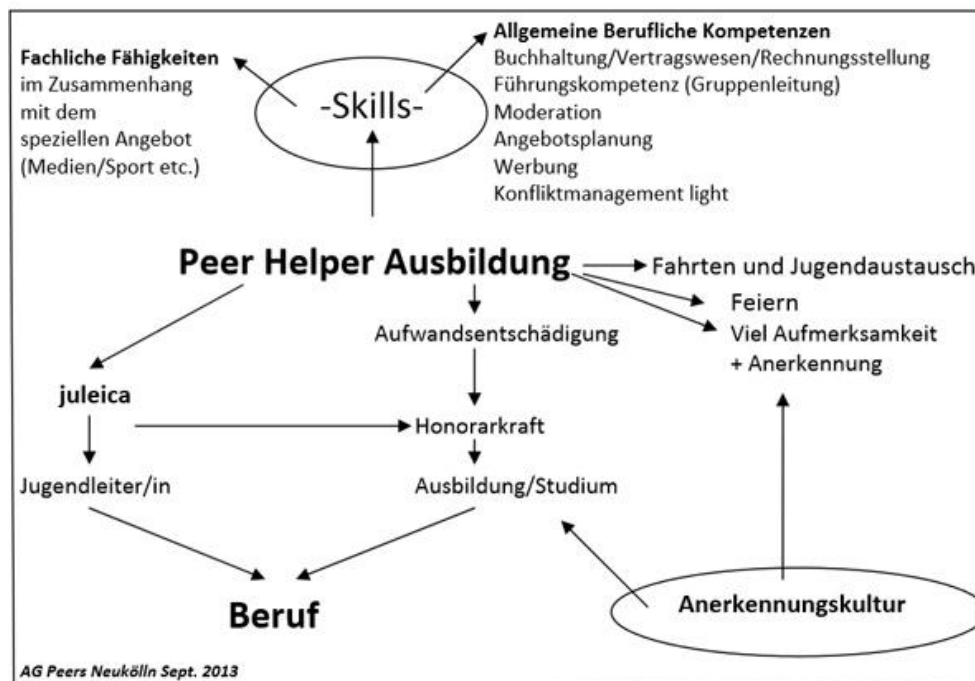 Fachliche Fähigkeiten
im Zusammenhang
mit dem
speziellen Angebot
(Medien/Sport etc.)
-Skills-
Allgemeine Berufliche Kompetenzen
Buchhaltung/Vertragswesen/Rechnungsstellung
Führungskompetenz (Gruppenleitung)
Moderation
Angebotsplanung
Werbung
Konfliktmanagement light
Peer Helper Ausbildung
Fahrten und Jugendaustausch
Feiern
Viel Aufmerksamkeit
+ Anerkennung
Aufwandsentschädigung
juleica
Honorarkraft
Jugendleiter/in
Ausbildung/Studium
Beruf
Anerkennungskultur
AG Peers Neukölln Sept. 2013